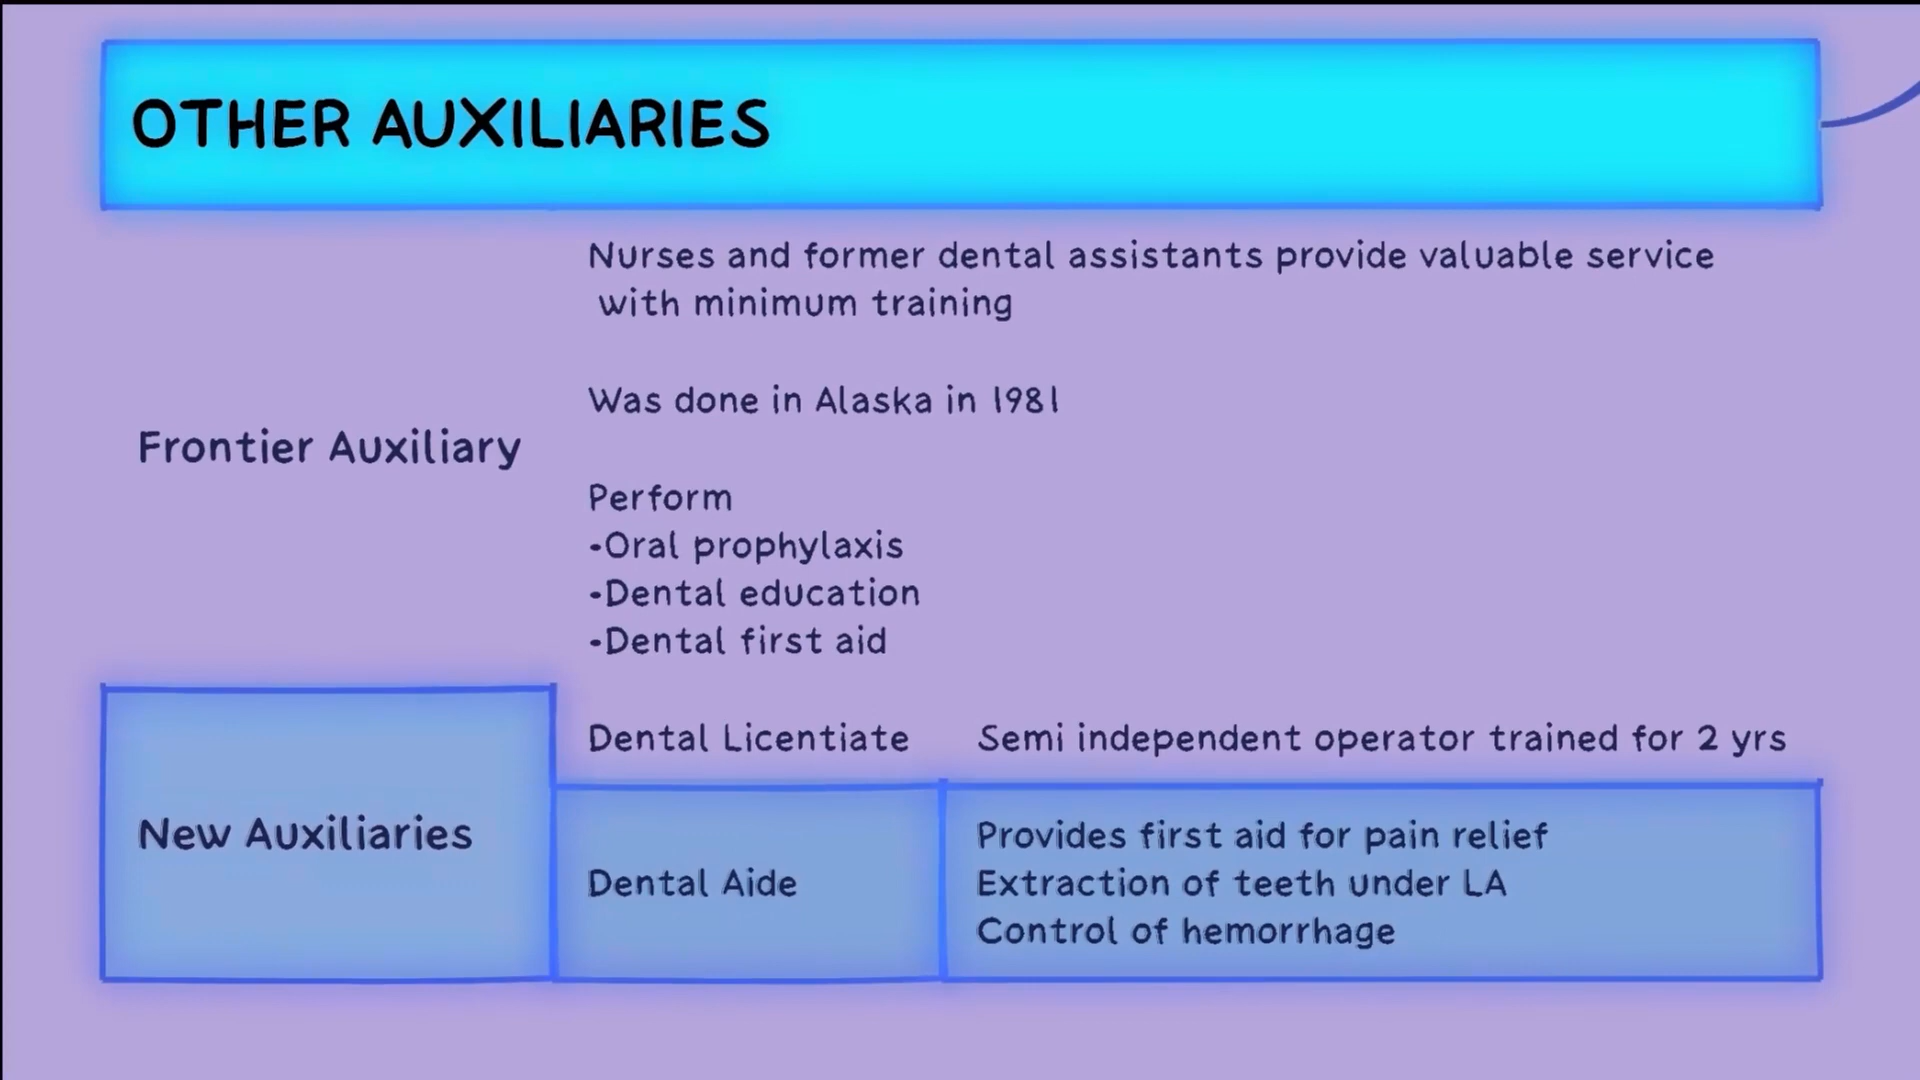 OTHER AUXILIARIES
Frontier Auxiliary
Nurses and former dental assistants provide valuable service
with minimum training
Was done in Alaska in 1981
Perform
-Oral prophylaxis
-Dental education
-Dental first aid
New Auxiliaries
Dental Licentiate
Semi independent operator trained for 2 yrs
Dental Aide
Provides first aid for pain relief
Extraction of teeth under LA
Control of hemorrhage